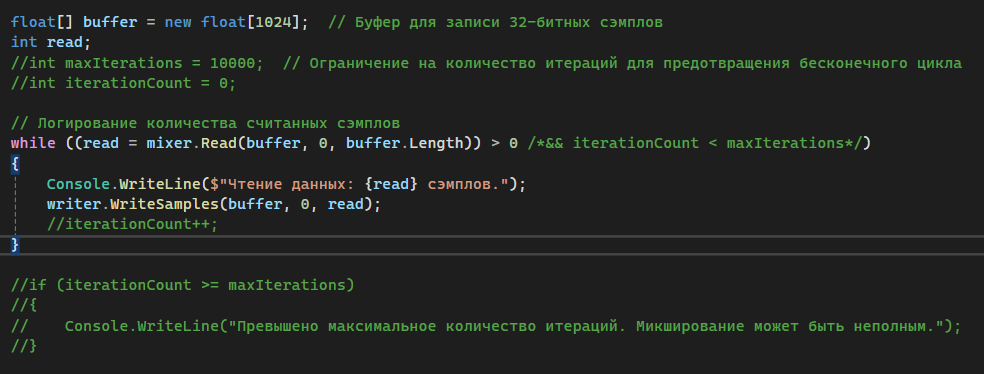 float[] buffer = new float[1024];  // Буфер для записи 32-битных сэмплов
int read;
//int maxIterations = 10000;  // Ограничение на количество итераций для предотвращения бесконечного цикла
//int iterationCount = 0;
// Логирование количества считанных сэмплов
while ((read = mixer.Read(buffer, 0, buffer.Length)) > 0 /*&& iterationCount < maxIterations*/)
{
    Console.WriteLine($"Чтение данных: {read} сэмплов.");
    writer.WriteSamples(buffer, 0, read);
    //iterationCount++;
}
//if (iterationCount >= maxIterations)
//{
//    Console.WriteLine("Превышено максимальное количество итераций. Микширование может быть неполным.");
//}